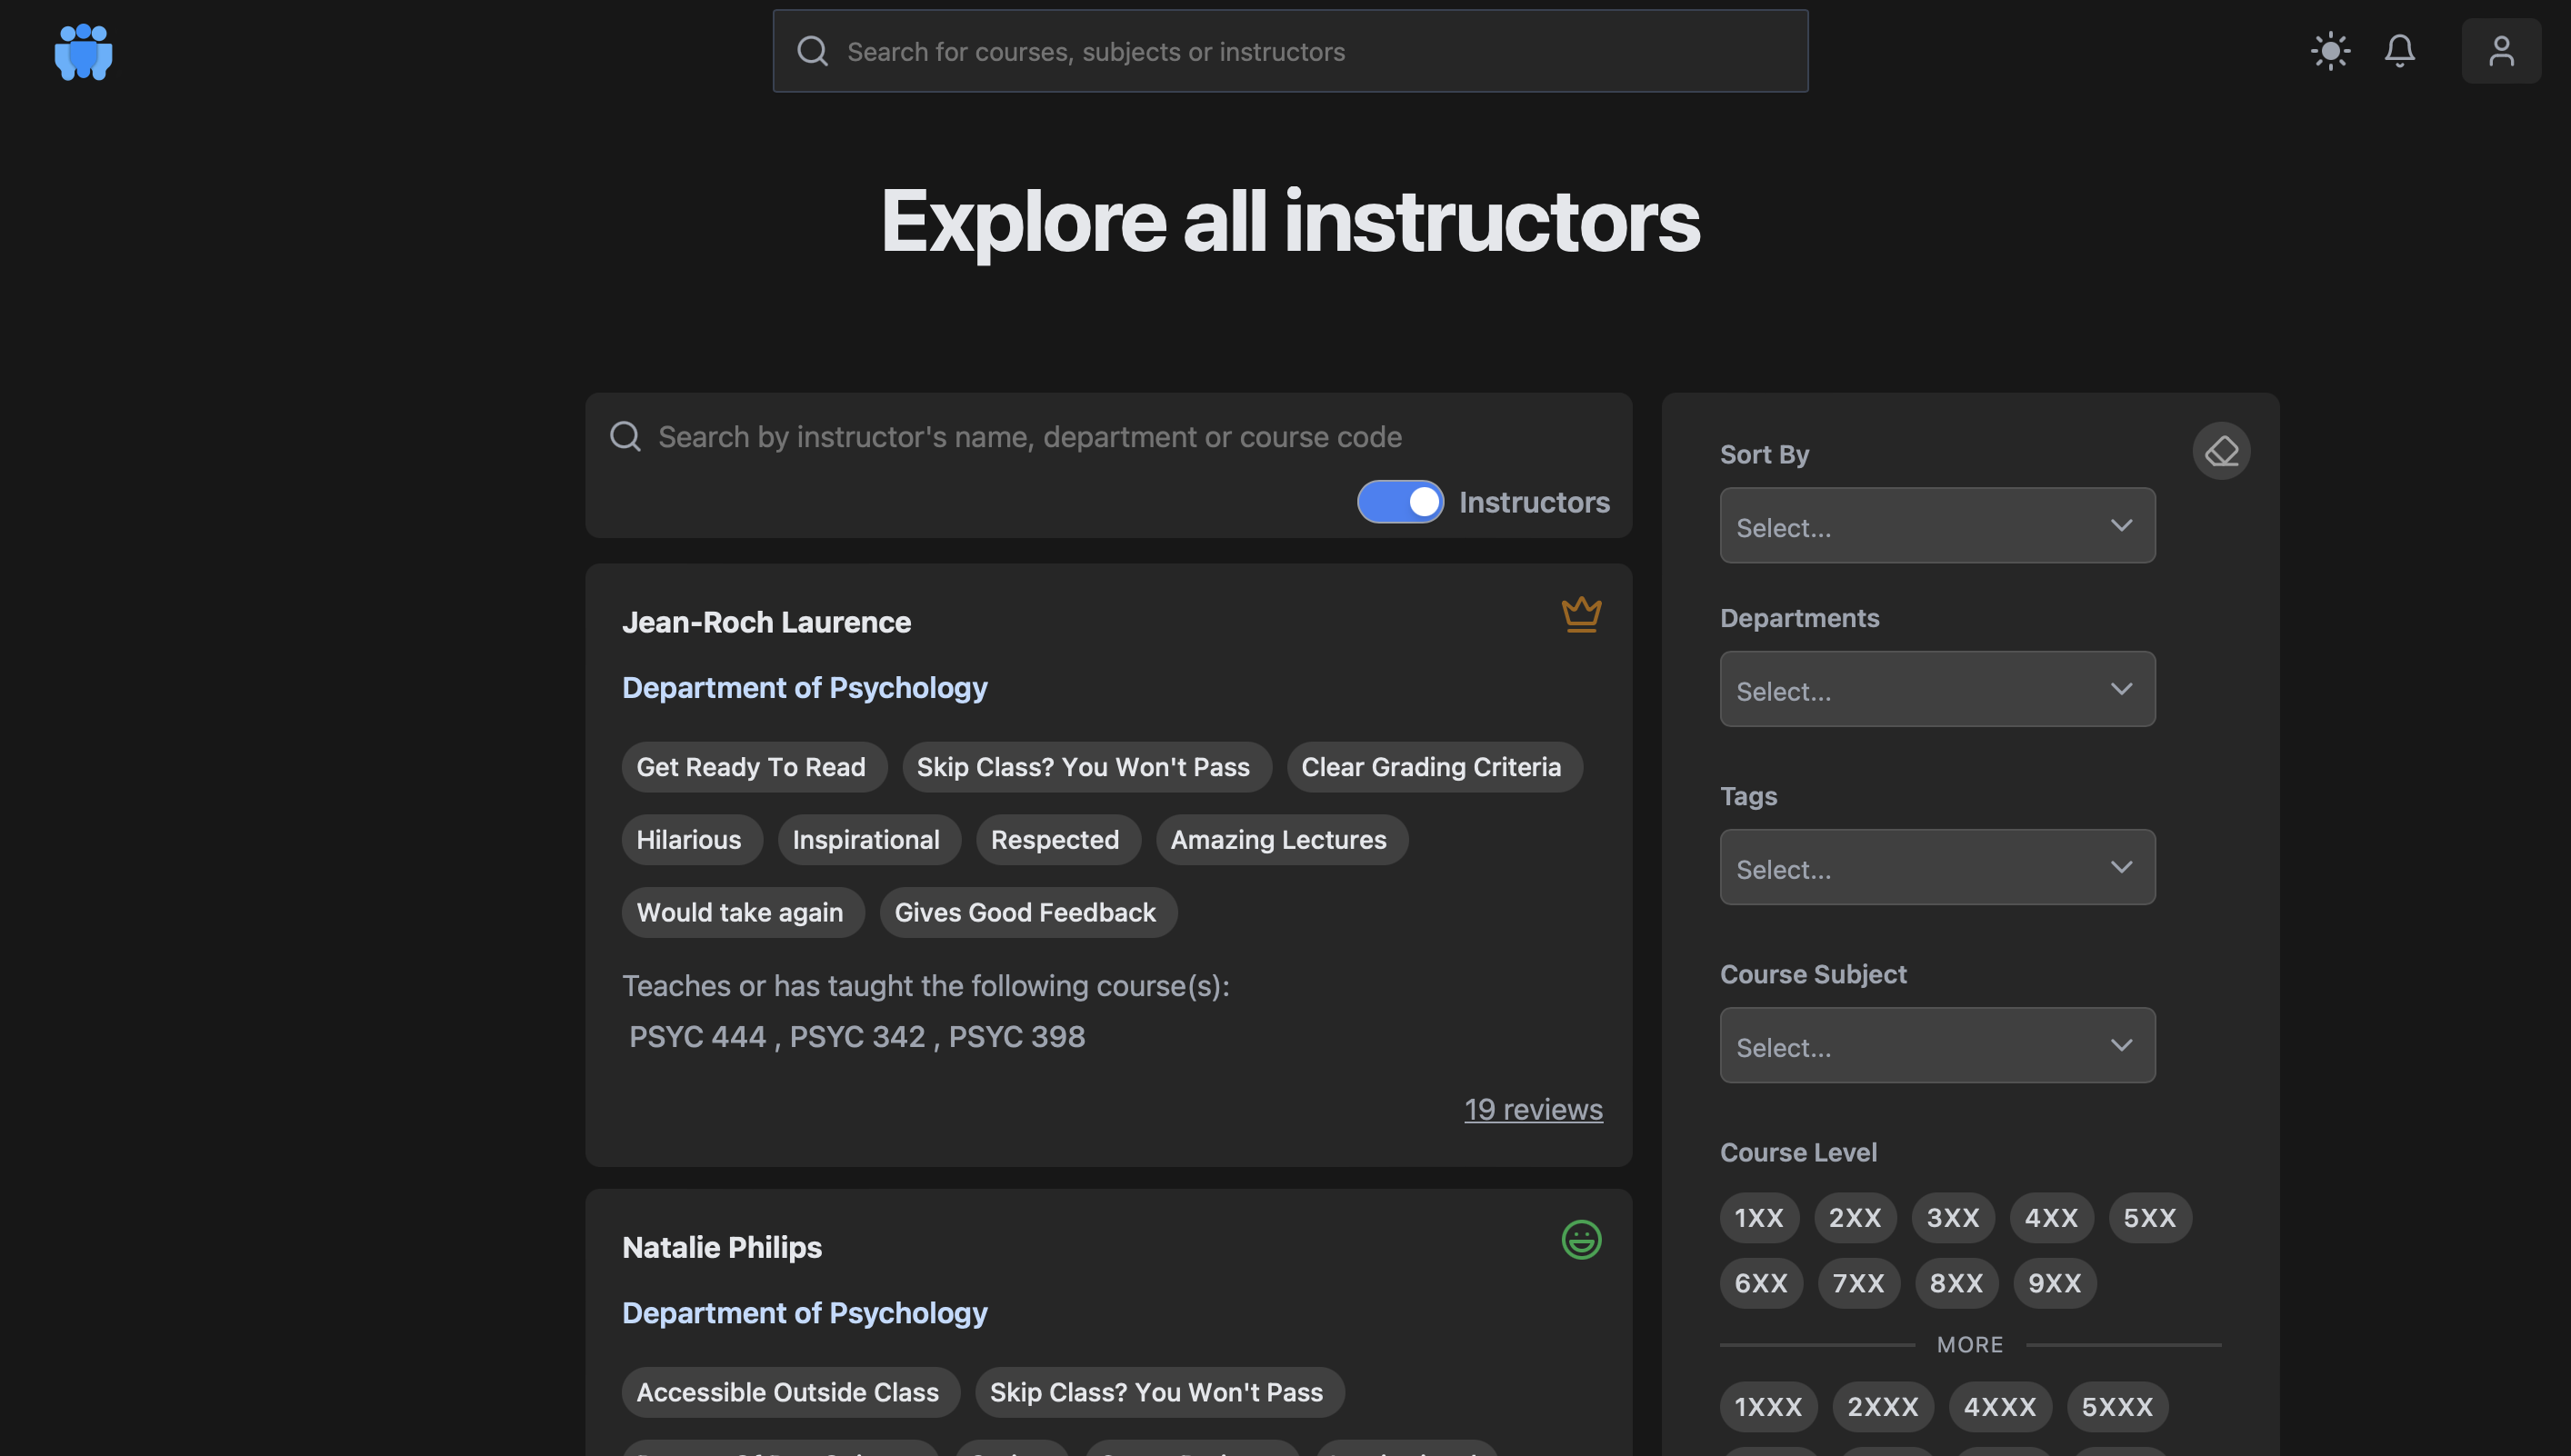 Search for courses, subjects or instructors
Explore all instructors
Search by instructor's name, department or course code
Instructors
Jean-Roch Laurence
Department of Psychology
Get Ready To Read
Skip Class? You Won't Pass
Clear Grading Criteria
Hilarious
Inspirational
Respected
Amazing Lectures
Would take again
Gives Good Feedback
Teaches or has taught the following course(s):
PSYC 444 , PSYC 342 , PSYC 398
19 reviews
Natalie Philips
Department of Psychology
Accessible Outside Class
Skip Class? You Won't Pass
Sort By
Select...
Departments
Select...
Tags
Select...
Course Subject
Select...
Course Level
1XX
2XX
3XX
4XX
5XX
6XX
7XX
8XX
9XX
MORE
1XXX
2XXX
4XXX
5XXX